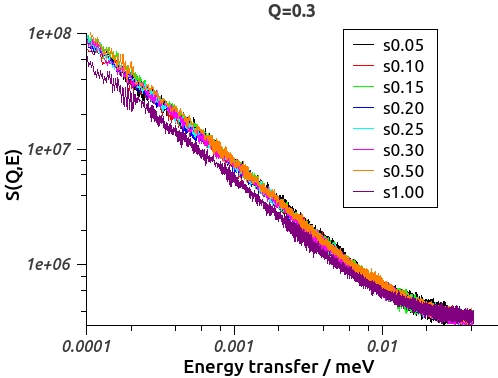 Q=0.3
1e+08
1e+07
1e+06
S(Q,E)
s0.05
s0.10
s0.15
s0.20
s0.25
s0.30
s0.50
s1.00
0.0001 0.001 0.01
Energy transfer / meV